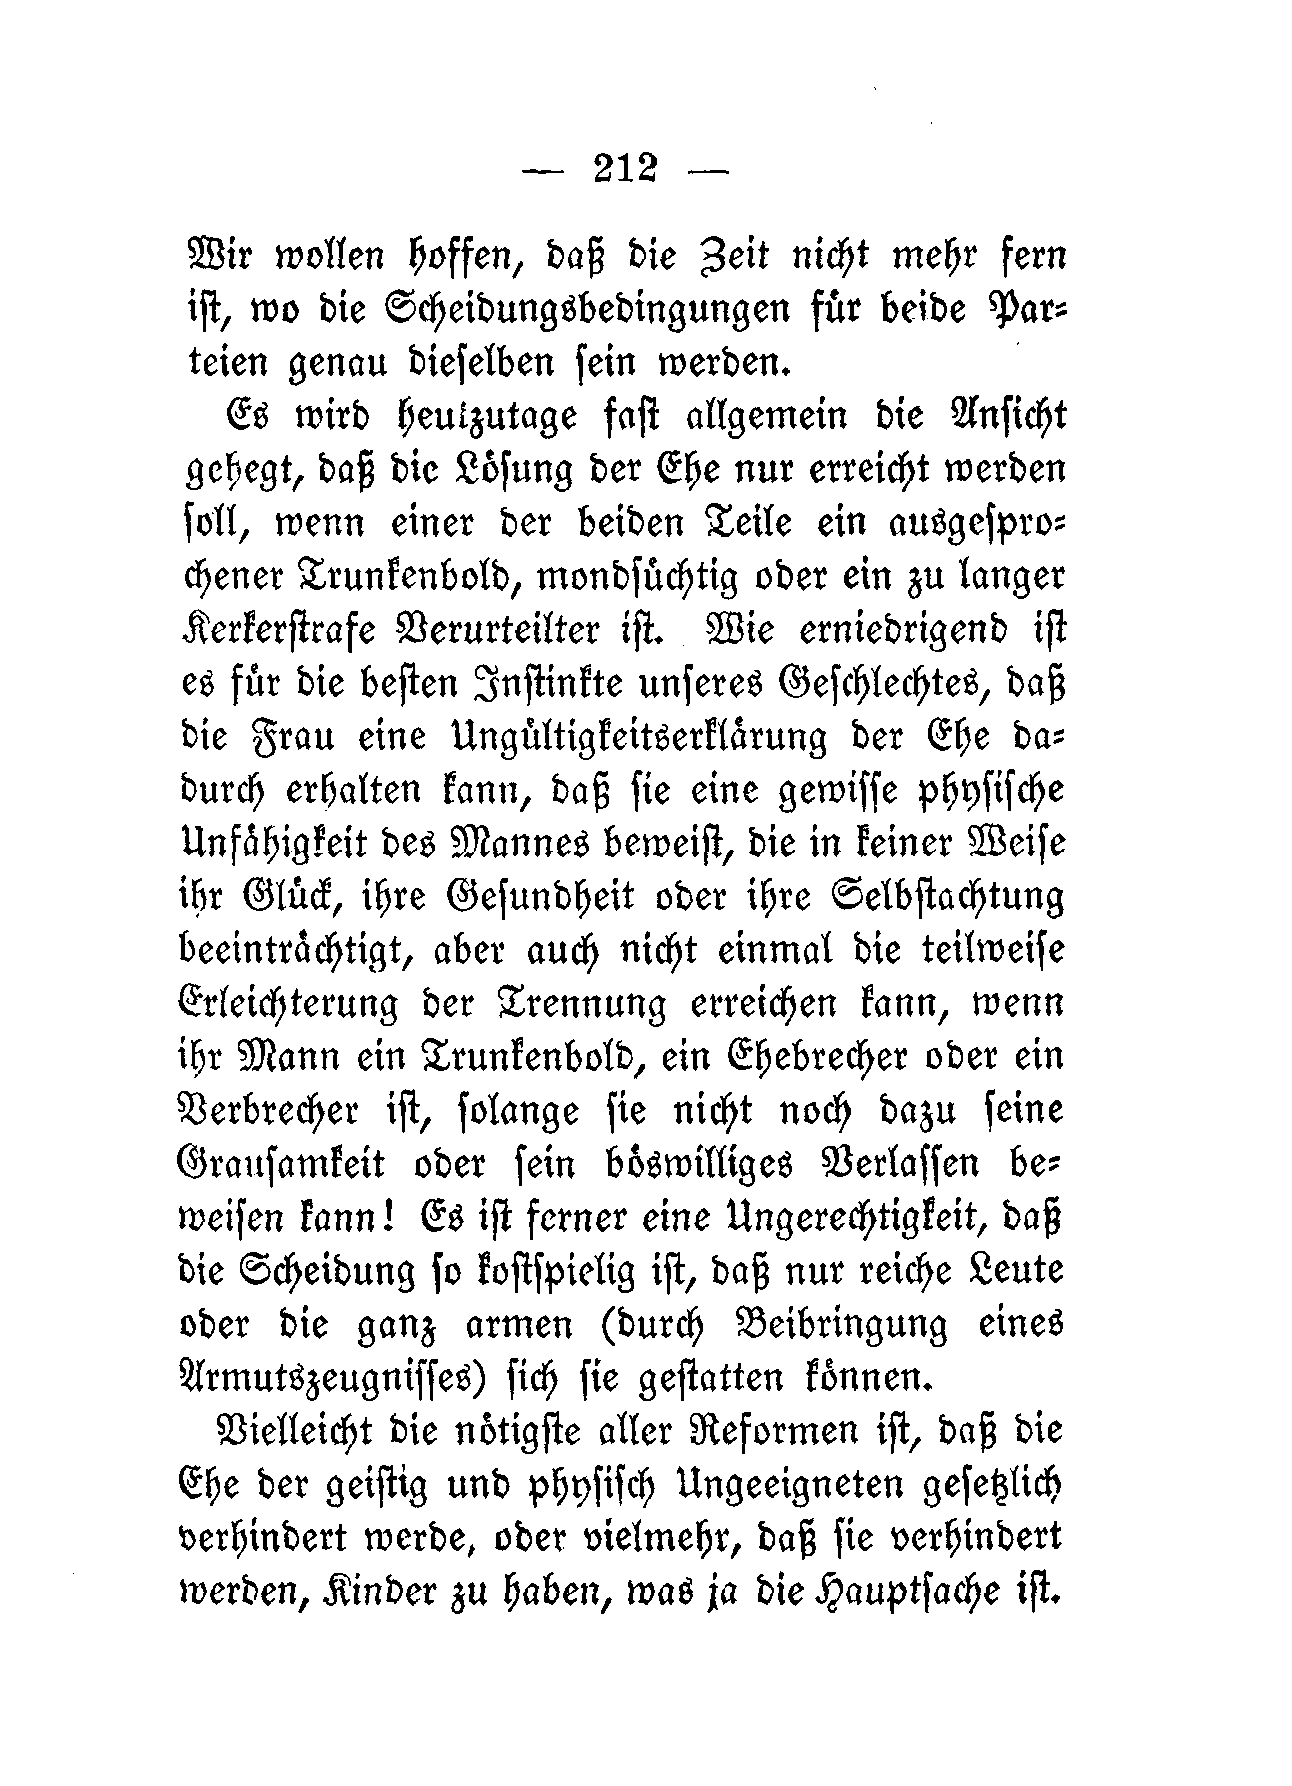 — 212 —
Wir wollen hoffen, daß die Zeit nicht mehr fern
ist, wo die Scheidungsbedingungen für beide Par-
teien genau dieselben sein werden.
Es wird heutzutage fast allgemein die Ansicht
gehegt, daß die Lösung der Ehe nur erreicht werden
soll, wenn einer der beiden Teile ein ausgespro-
chener Trunkenbold, mondsüchtig oder ein zu langer
Kerkerstrafe Verurteilter ist. Wie erniedrigend ist
es für die besten Instinkte unseres Geschlechtes, daß
die Frau eine Ungültigkeitserklärung der Ehe da-
durch erhalten kann, daß sie eine gewisse physische
Unfähigkeit des Mannes beweist, die in keiner Weise
ihr Glück, ihre Gesundheit oder ihre Selbstachtung
beeinträchtigt, aber auch nicht einmal die teilweise
Erleichterung der Trennung erreichen kann, wenn
ihr Mann ein Trunkenbold, ein Ehebrecher oder ein
Verbrecher ist, solange sie nicht noch dazu seine
Grausamkeit oder sein böswilliges Verlassen be-
weisen kann! Es ist ferner eine Ungerechtigkeit, daß
die Scheidung so kostspielig ist, daß nur reiche Leute
oder die ganz armen (durch Beibringung eines
Armutszeugnisses) sich sie gestatten können.
Vielleicht die nötigste aller Reformen ist, daß die
Ehe der geistig und physisch Ungeeigneten gesetzlich
verhindert werde, oder vielmehr, daß sie verhindert
werden, Kinder zu haben, was ja die Hauptsache ist.